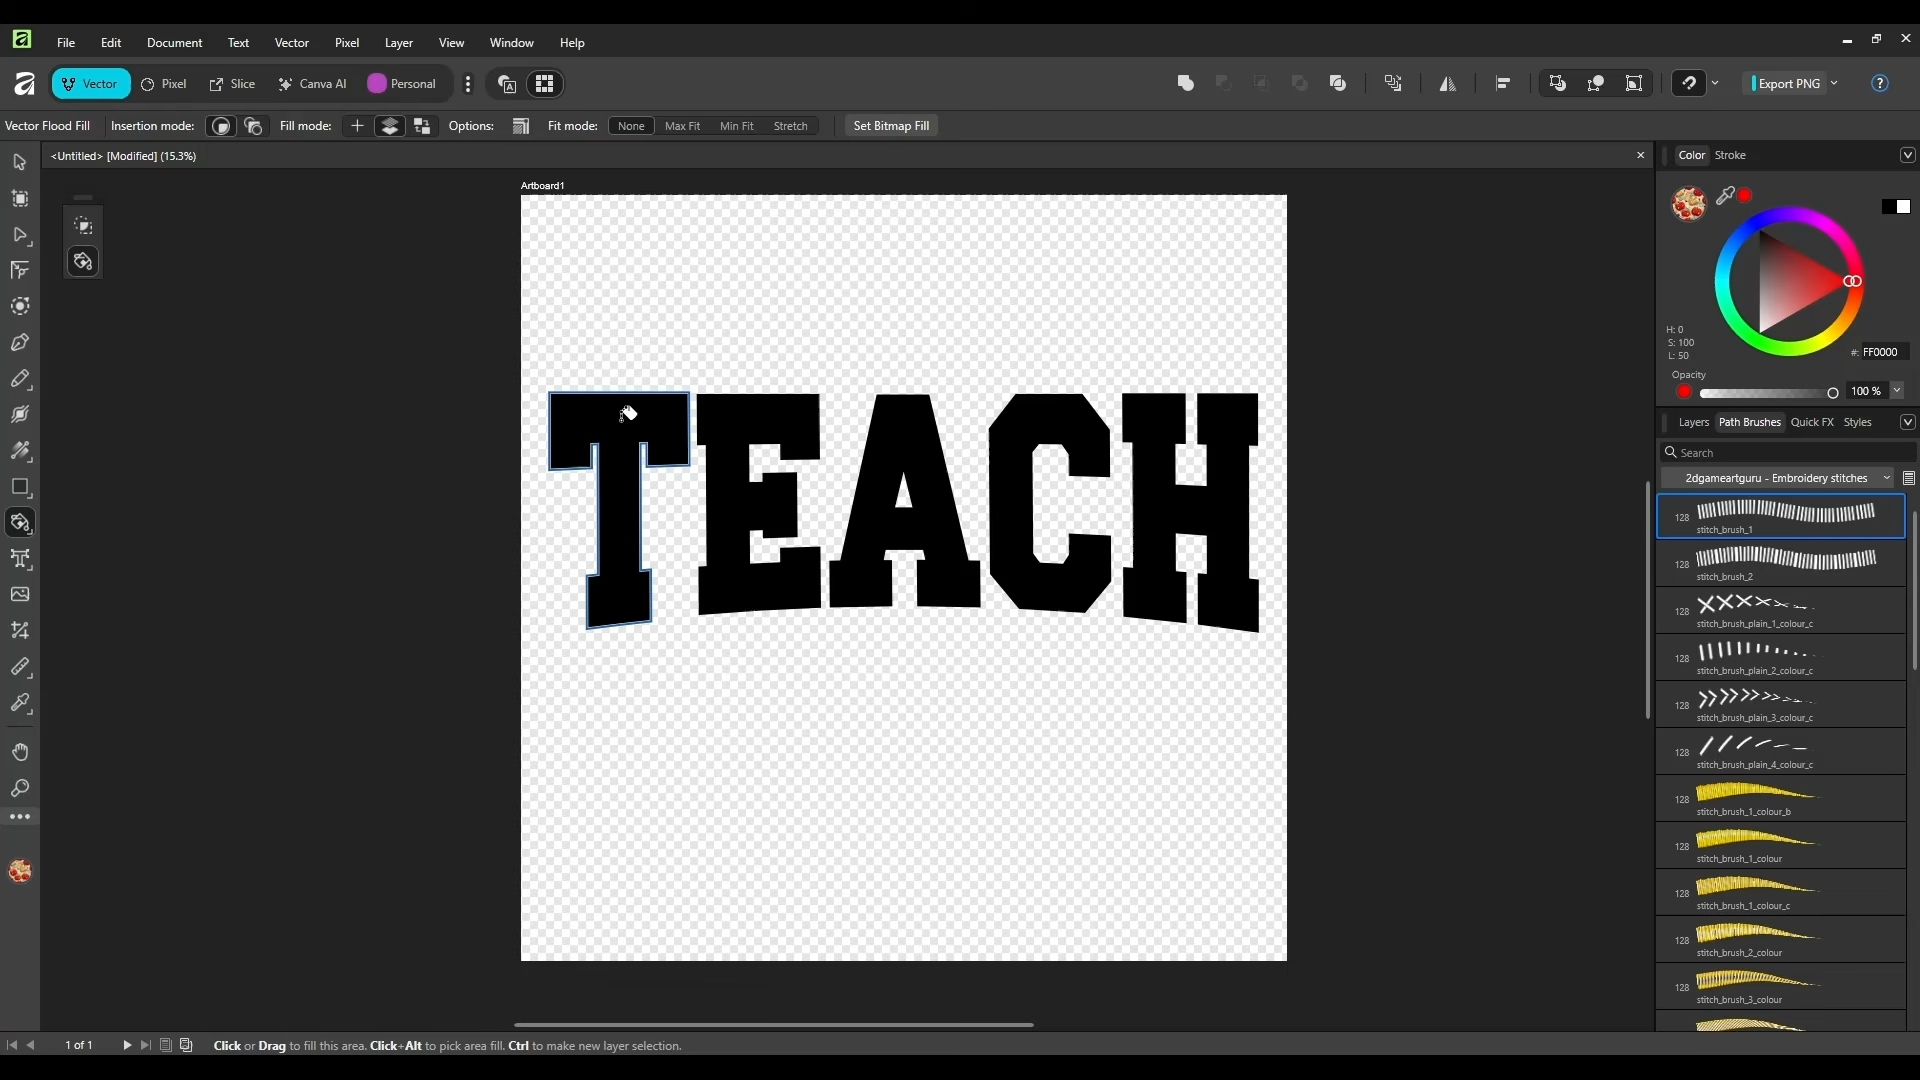 File Edit Document Text Vector Pixel Layer View Window Help
Vector Pixel Slice Canva AI Personal Export PNG
Vector Flood Fill Insertion mode: Fill mode: Options: Fit mode: None Max Fit Min Fit Stretch Set Bitmap Fill
<Untitled> [Modified] (15.3%)
Artboard1
TEACH
Color Stroke
H: 0
S: 100
L: 50
#: FF0000
Opacity
100 %
Layers Path Brushes Quick FX Styles
Search
2dgameartguru - Embroidery stitches
128
stitch_brush_1
128
stitch_brush_2
128
stitch_brush_plain_1_colour_c
128
stitch_brush_plain_2_colour_c
128
stitch_brush_plain_3_colour_c
128
stitch_brush_plain_4_colour_c
128
stitch_brush_1_colour_b
128
stitch_brush_1_colour
128
stitch_brush_1_colour_c
128
stitch_brush_2_colour
128
stitch_brush_3_colour
1 of 1 Click or Drag to fill this area. Click+Alt to pick area fill. Ctrl to make new layer selection.